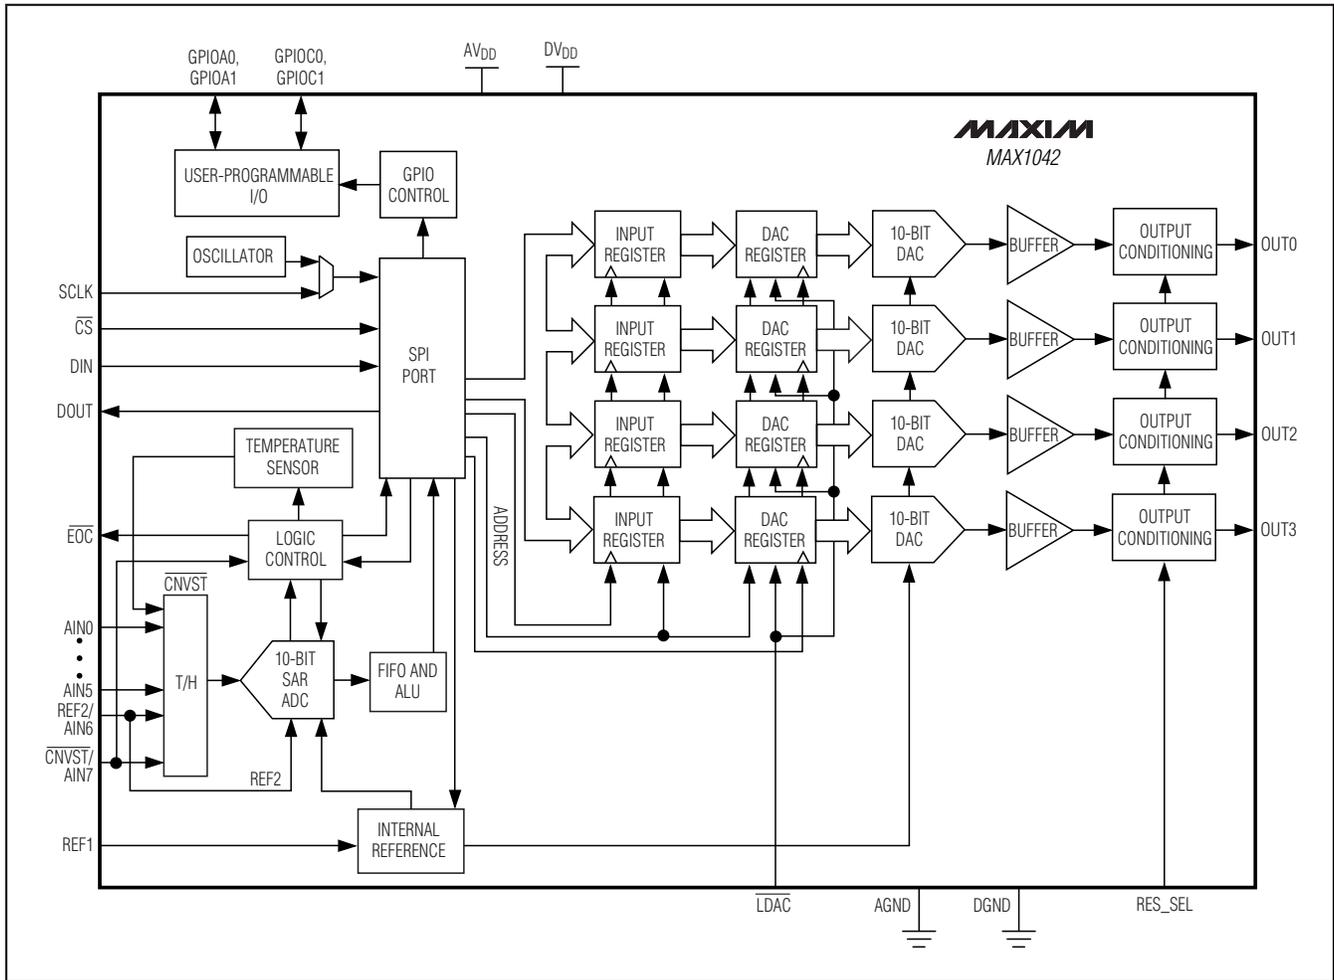 GPIOA0,
GPIOA1
GPIOC0,
GPIOC1
AVDD
DVDD
MAXIM
MAX1042
USER-PROGRAMMABLE
I/O
GPIO
CONTROL
OSCILLATOR
SCLK
CS
DIN
DOUT
SPI
PORT
TEMPERATURE
SENSOR
EOC
LOGIC
CONTROL
CNVST
AIN0
AIN5
REF2/
AIN6
CNVST/
AIN7
T/H
10-BIT
SAR
ADC
FIFO AND
ALU
REF2
REF1
INTERNAL
REFERENCE
ADDRESS
INPUT
REGISTER
DAC
REGISTER
10-BIT
DAC
BUFFER
OUTPUT
CONDITIONING
OUT0
INPUT
REGISTER
DAC
REGISTER
10-BIT
DAC
BUFFER
OUTPUT
CONDITIONING
OUT1
INPUT
REGISTER
DAC
REGISTER
10-BIT
DAC
BUFFER
OUTPUT
CONDITIONING
OUT2
INPUT
REGISTER
DAC
REGISTER
10-BIT
DAC
BUFFER
OUTPUT
CONDITIONING
OUT3
LDAC
AGND
DGND
RES_SEL